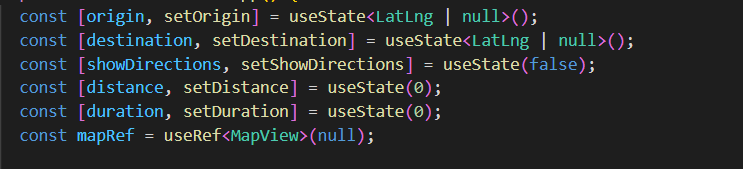 const [origin, setOrigin] = useState<LatLng | null>();
const [destination, setDestination] = useState<LatLng | null>();
const [showDirections, setShowDirections] = useState(false);
const [distance, setDistance] = useState(0);
const [duration, setDuration] = useState(0);
const mapRef = useRef<MapView>(null);